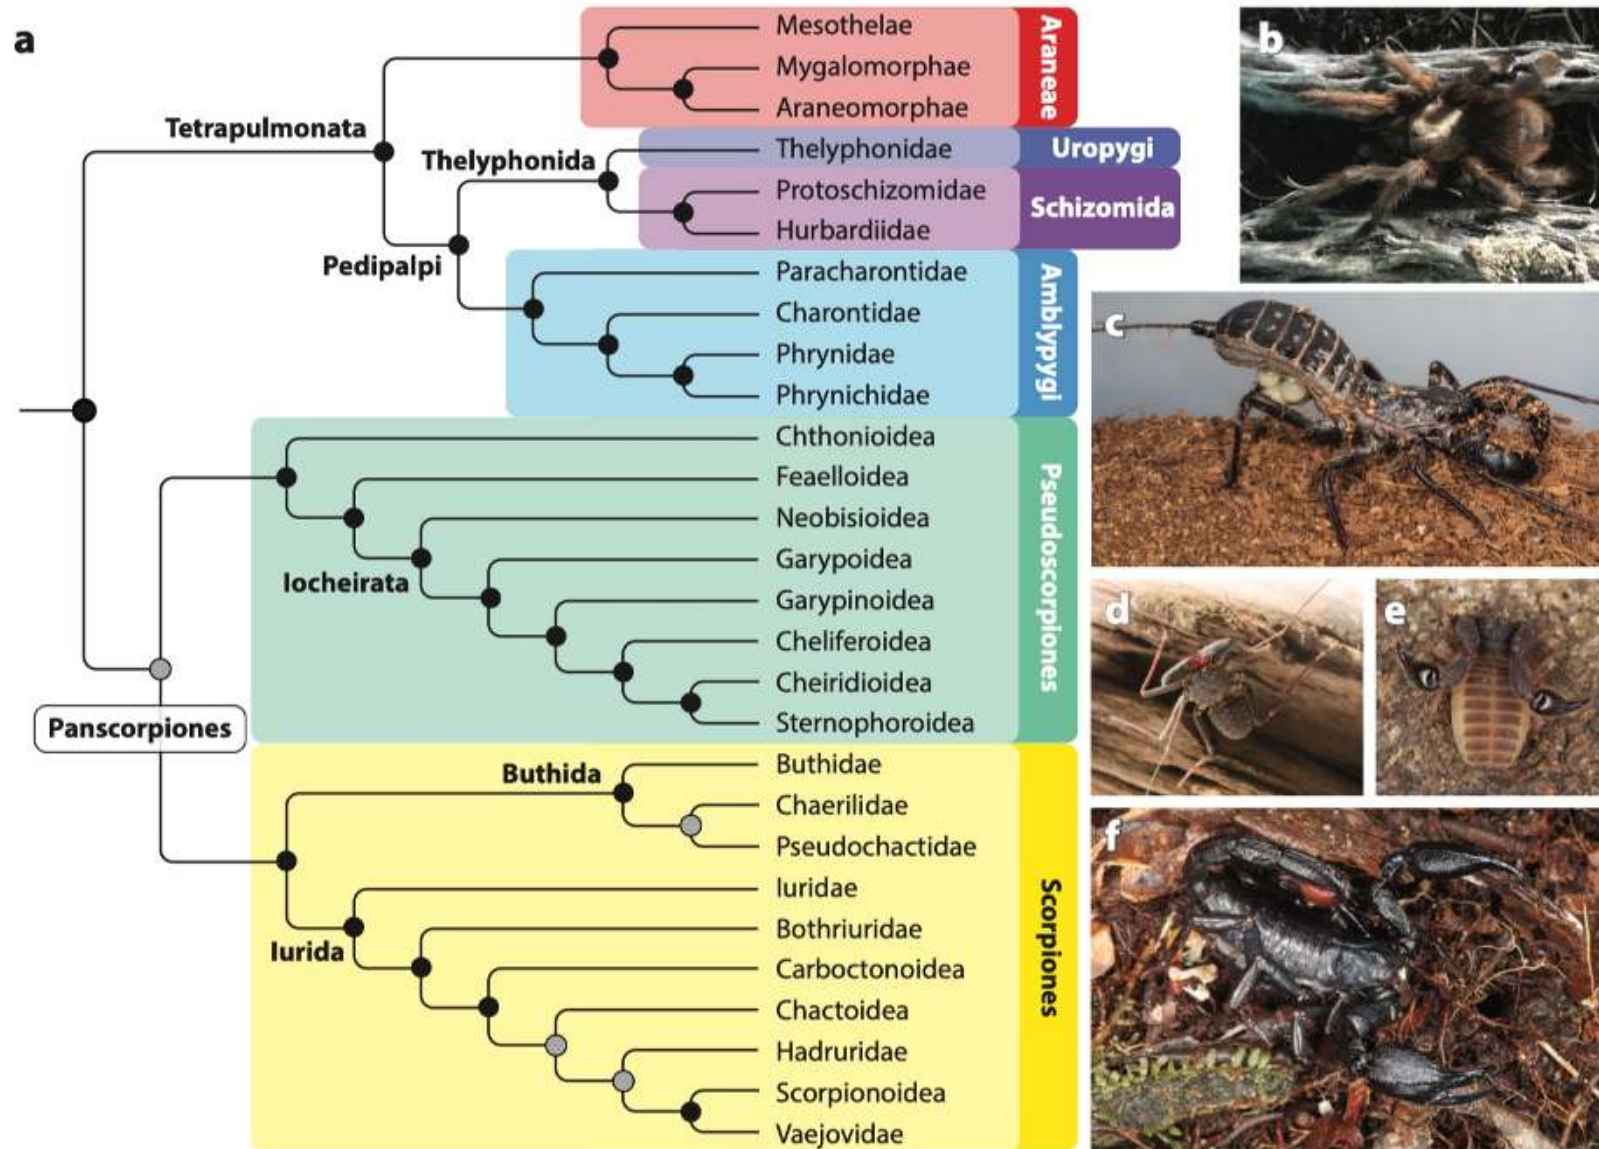 a
Mesothelae
Mygalomorphae
Araneomorphae
Araneae
Tetrapulmonata
Thelyphonida
Thelyphonidae
Uropygi
Protoschizomidae
Hurbardiidae
Schizomida
Pedipalpi
Paracharontidae
Charontidae
Phrynidae
Phrynichidae
Amblypygi
Chthonioidea
Feaelloidea
Neobisioidea
Iocheirata
Garypoidea
Garypinoidea
Cheliferoidea
Cheiridioidea
Sternophoroidea
Pseudoscorpiones
Panscorpiones
Buthida
Buthidae
Chaerilidae
Pseudochactidae
Iuridae
Iurida
Bothriuridae
Carboctonoidea
Chactoidea
Hadruridae
Scorpionoidea
Vaejovidae
Scorpiones
b
c
d
e
f